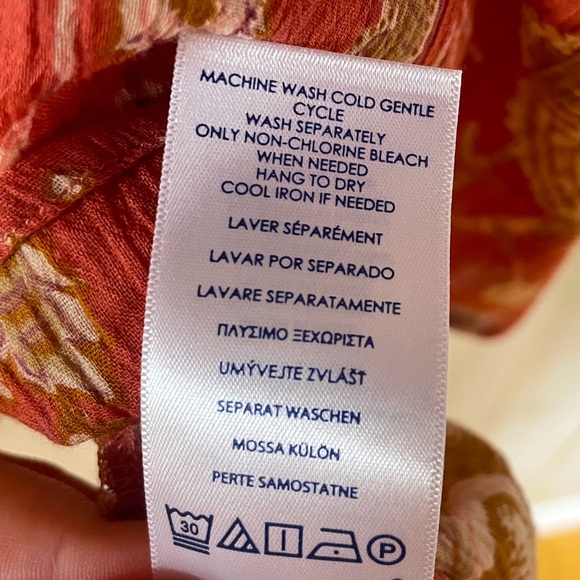 MACHINE WASH COLD GENTLE
CYCLE
WASH SEPARATELY
ONLY NON-CHLORINE BLEACH
WHEN NEEDED
HANG TO DRY
COOL IRON IF NEEDED
LAVER SÉPARÉMENT
LAVAR POR SEPARADO
LAVARE SEPARATAMENTE
ΠΛΥΣΙΜΟ ΞΕΧΩΡΙΣΤΑ
UMÝVEJTE ZVLÁŠŤ
SEPARAT WASCHEN
MOSSA KÜLÖN
PERTE SAMOSTATNE
30 P